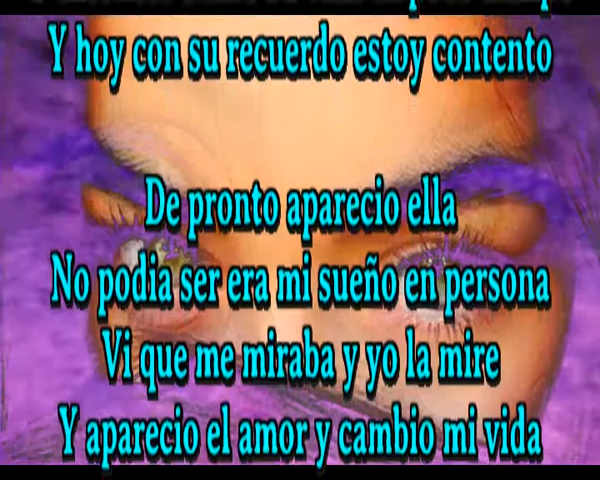 Y hoy con su recuerdo estoy contento
De pronto aparecio ella
No podia ser era mi sueño en persona
Vi que me miraba y yo la mire
Y aparecio el amor y cambio mi vida